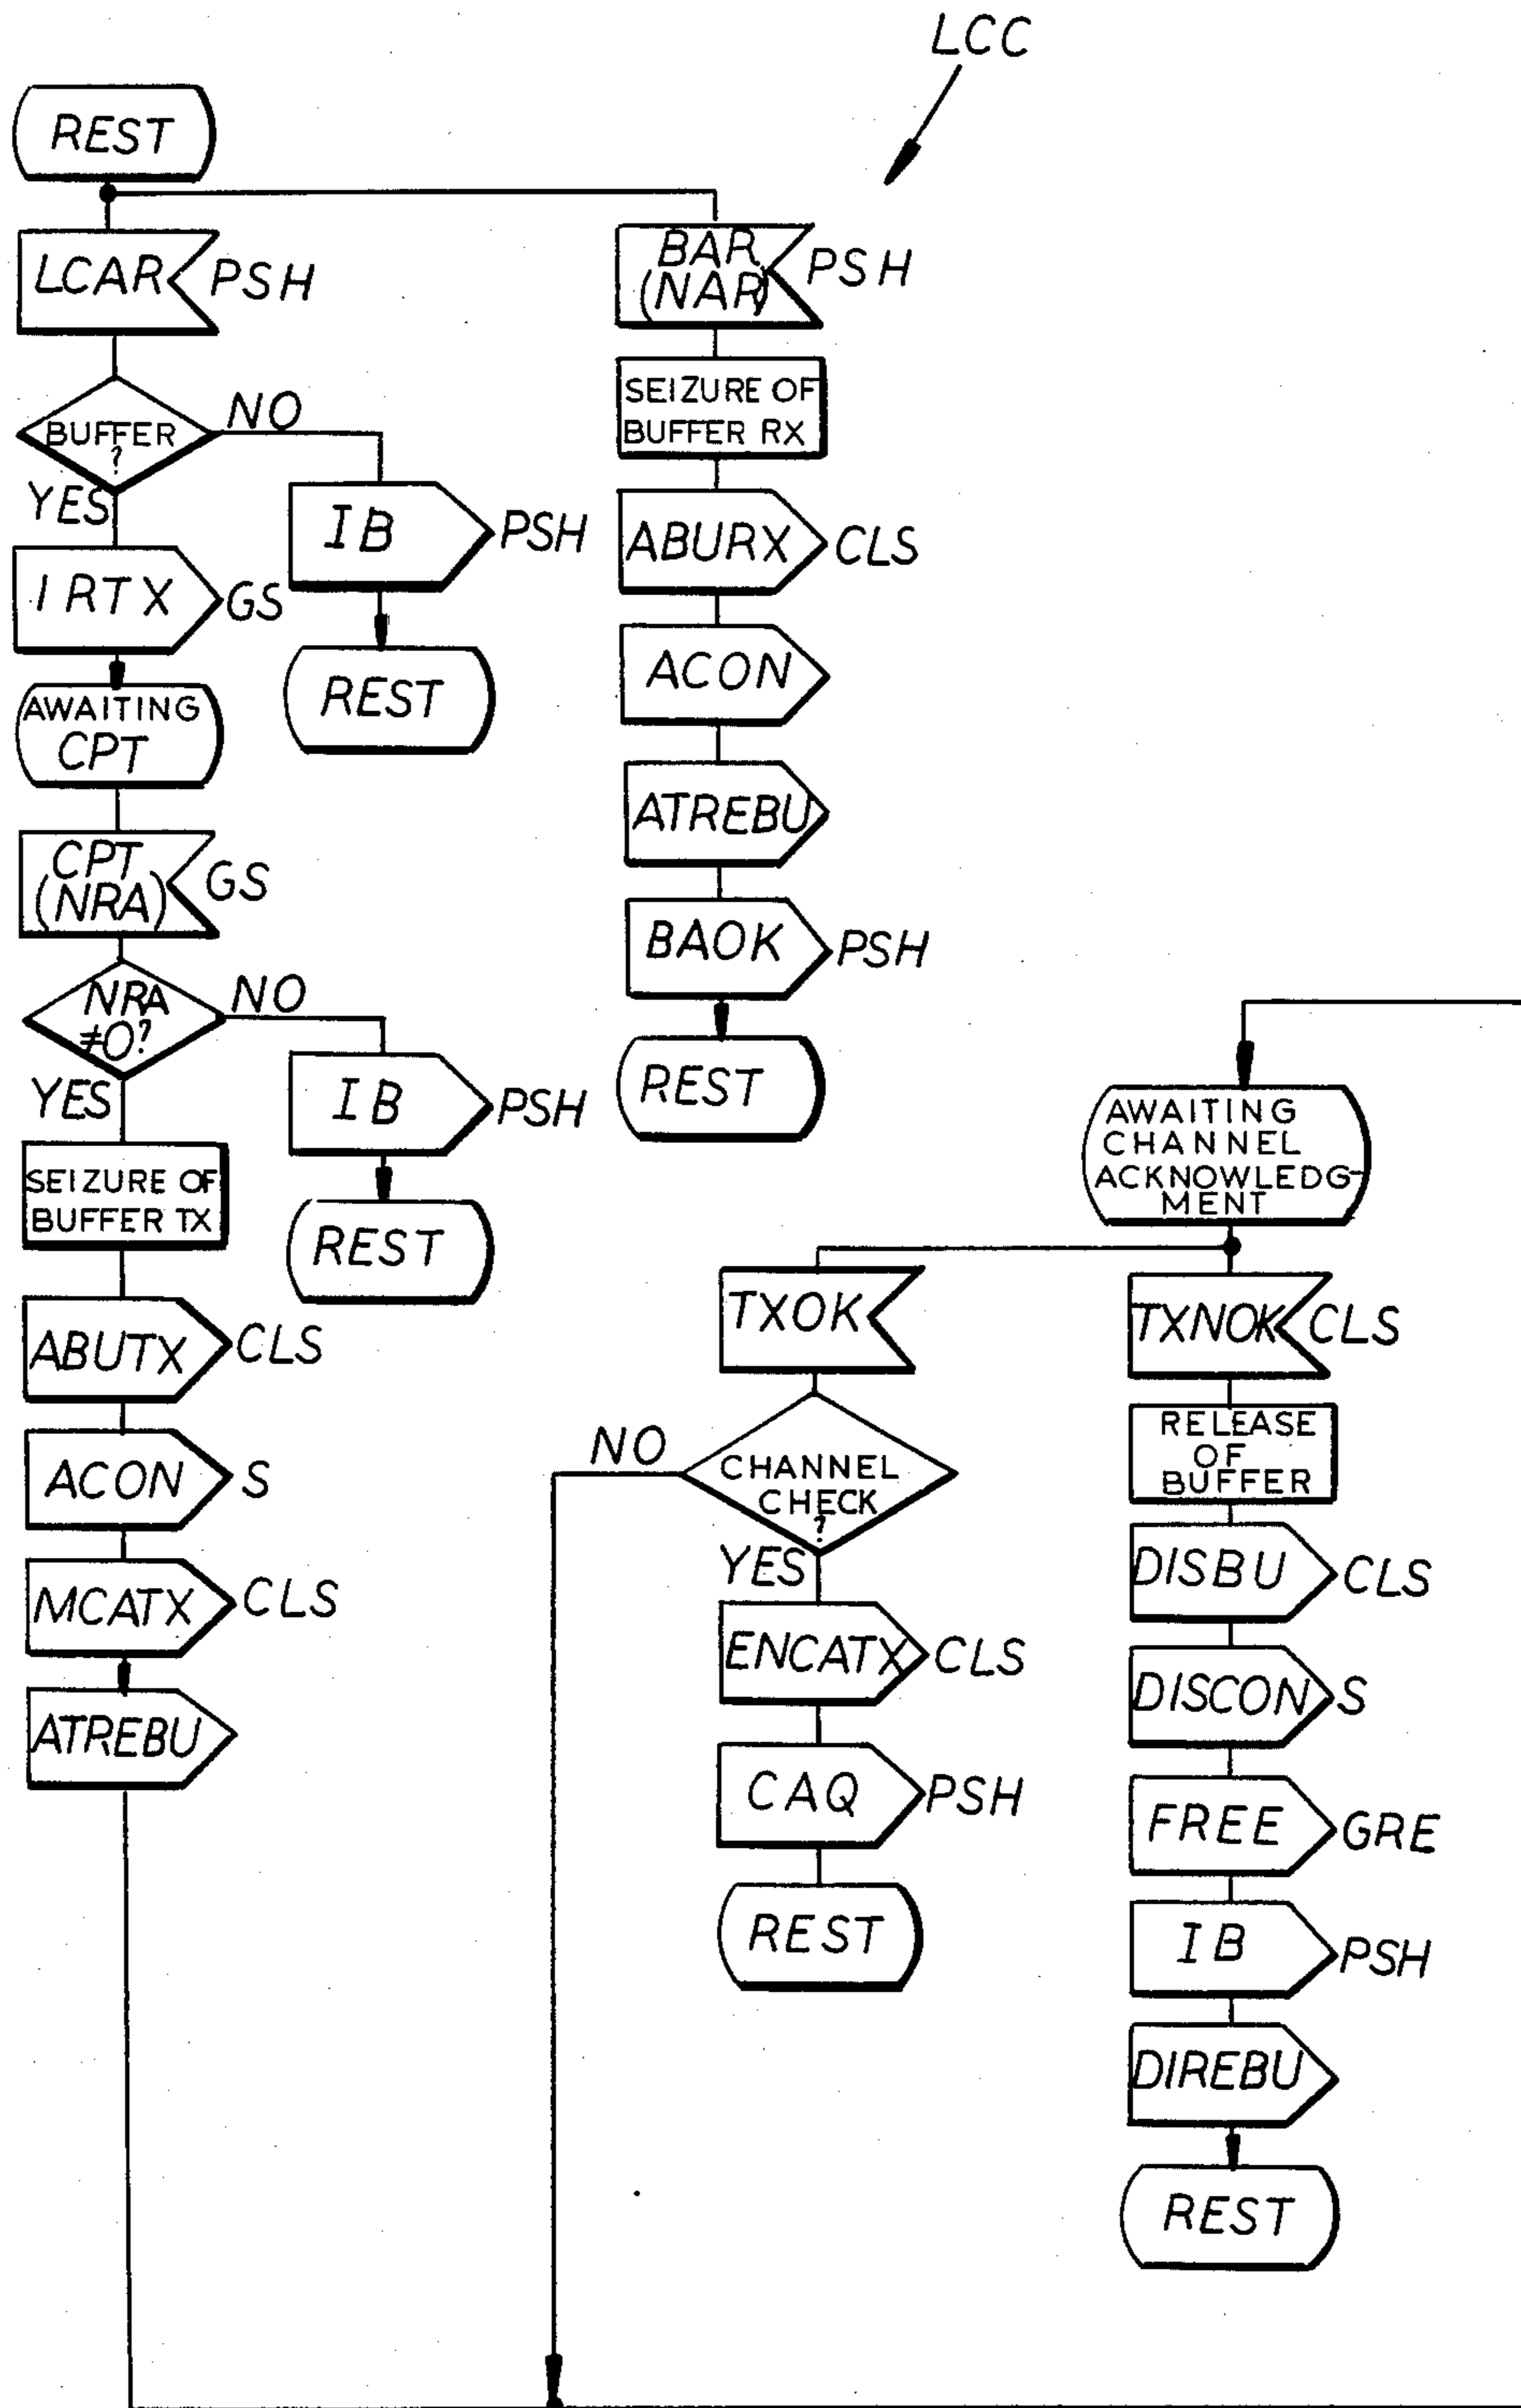 LCC
REST
LCAR PSH
BUFFER
?
NO
YES
IB PSH
REST
IRTX GS
AWAITING
CPT
CPT
(NRA) GS
NRA
≠0?
NO
YES
IB PSH
REST
SEIZURE OF
BUFFER TX
ABUTX CLS
ACON S
MCATX CLS
ATREBU
BAR
(NAR) PSH
SEIZURE OF
BUFFER RX
ABURX CLS
ACON
ATREBU
BAOK PSH
REST
AWAITING
CHANNEL
ACKNOWLEDG-
MENT
TXOK
CHANNEL
CHECK
?
NO
YES
ENCATX CLS
CAQ PSH
REST
TXNOK CLS
RELEASE
OF
BUFFER
DISBU CLS
DISCON S
FREE GRE
IB PSH
DIREBU
REST